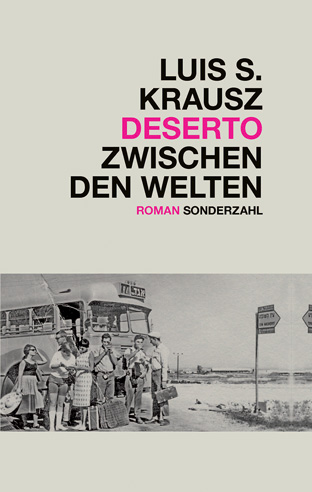 LUIS S.
KRAUSZ
DESERTO
ZWISCHEN
DEN WELTEN
ROMAN SONDERZAHL